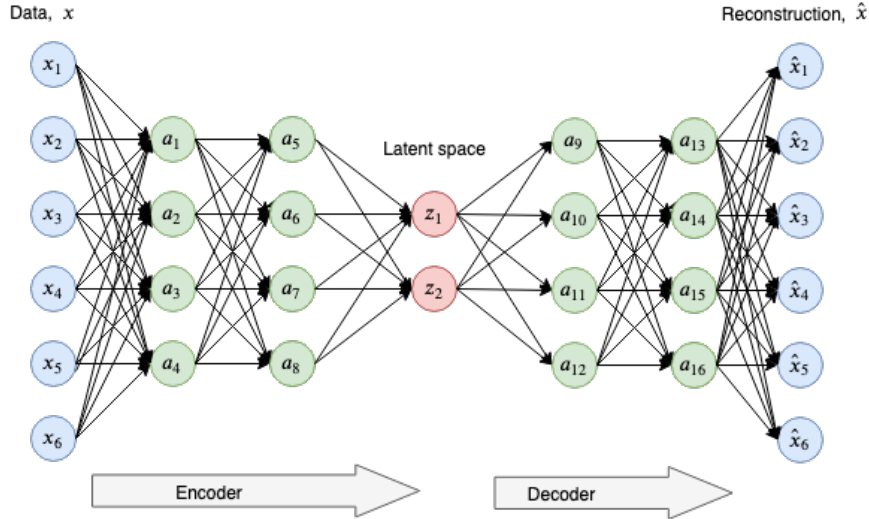 Data, x
Reconstruction, x̂
x₁
x̂₁
x₂
a₁
a₅
Latent space
a₉
a₁₃
x̂₂
x₃
a₂
a₆
z₁
a₁₀
a₁₄
x̂₃
x₄
a₃
a₇
z₂
a₁₁
a₁₅
x̂₄
x₅
a₄
a₈
a₁₂
a₁₆
x̂₅
x₆
x̂₆
Encoder
Decoder